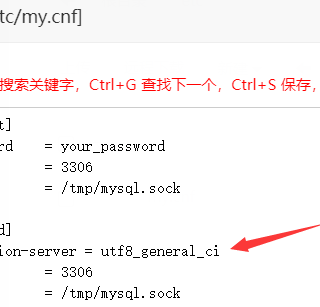 tc/my.cnf]
搜索关键字，Ctrl+G 查找下一个，Ctrl+S 保存，
t]
rd = your_password
= 3306
= /tmp/mysql.sock
d]
ion-server = utf8_general_ci
= 3306
= /tmp/mysql.sock